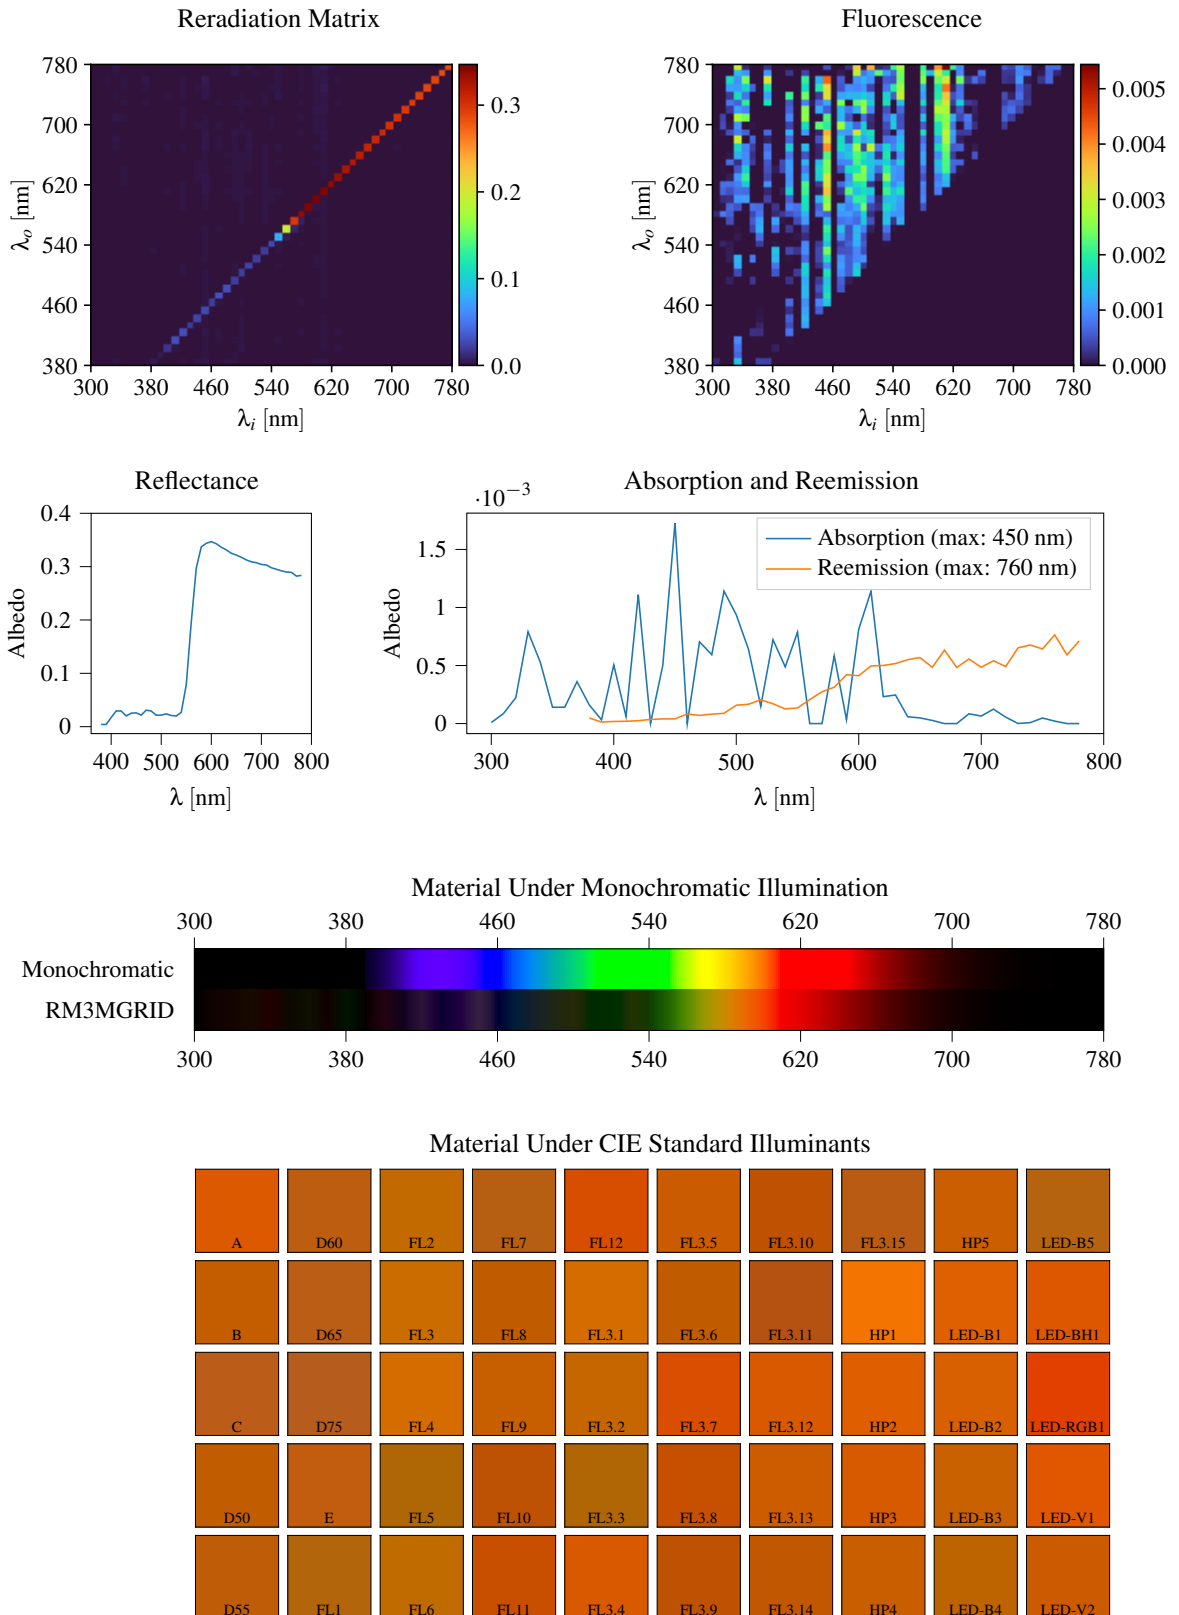 Reradiation Matrix
Fluorescence
780
700
620
540
460
380
λo [nm]
300 380 460 540 620 700 780
λi [nm]
0.3
0.2
0.1
0.0
780
700
620
540
460
380
λo [nm]
300 380 460 540 620 700 780
λi [nm]
0.005
0.004
0.003
0.002
0.001
0.000
Reflectance
0.4
0.3
0.2
0.1
0
Albedo
400 500 600 700 800
λ [nm]
Absorption and Reemission
·10−3
1.5
1
0.5
0
Albedo
Absorption (max: 450 nm)
Reemission (max: 760 nm)
300 400 500 600 700 800
λ [nm]
Material Under Monochromatic Illumination
300 380 460 540 620 700 780
Monochromatic
RM3MGRID
300 380 460 540 620 700 780
Material Under CIE Standard Illuminants
A D60 FL2 FL7 FL12 FL3.5 FL3.10 FL3.15 HP5 LED-B5
B D65 FL3 FL8 FL3.1 FL3.6 FL3.11 HP1 LED-B1 LED-BH1
C D75 FL4 FL9 FL3.2 FL3.7 FL3.12 HP2 LED-B2 LED-RGB1
D50 E FL5 FL10 FL3.3 FL3.8 FL3.13 HP3 LED-B3 LED-V1
D55 FL1 FL6 FL11 FL3.4 FL3.9 FL3.14 HP4 LED-B4 LED-V2